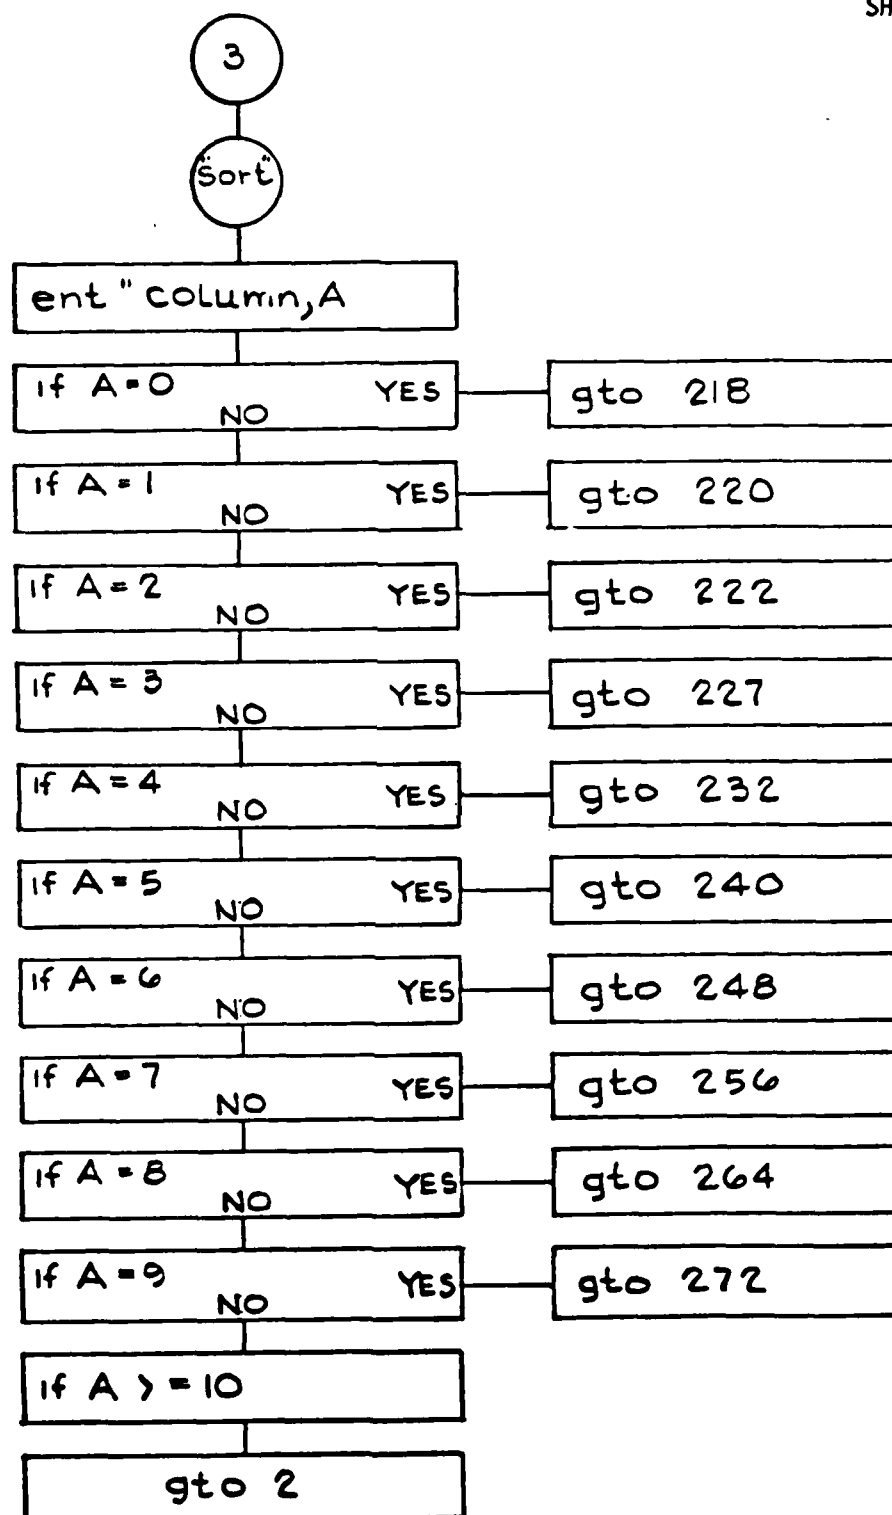 SH
3
"Sort"
ent " column, A
if A = 0 YES
NO
gto 218
if A = 1 YES
NO
gto 220
if A = 2 YES
NO
gto 222
if A = 3 YES
NO
gto 227
if A = 4 YES
NO
gto 232
if A = 5 YES
NO
gto 240
if A = 6 YES
NO
gto 248
if A = 7 YES
NO
gto 256
if A = 8 YES
NO
gto 264
if A = 9 YES
NO
gto 272
if A > = 10
gto 2